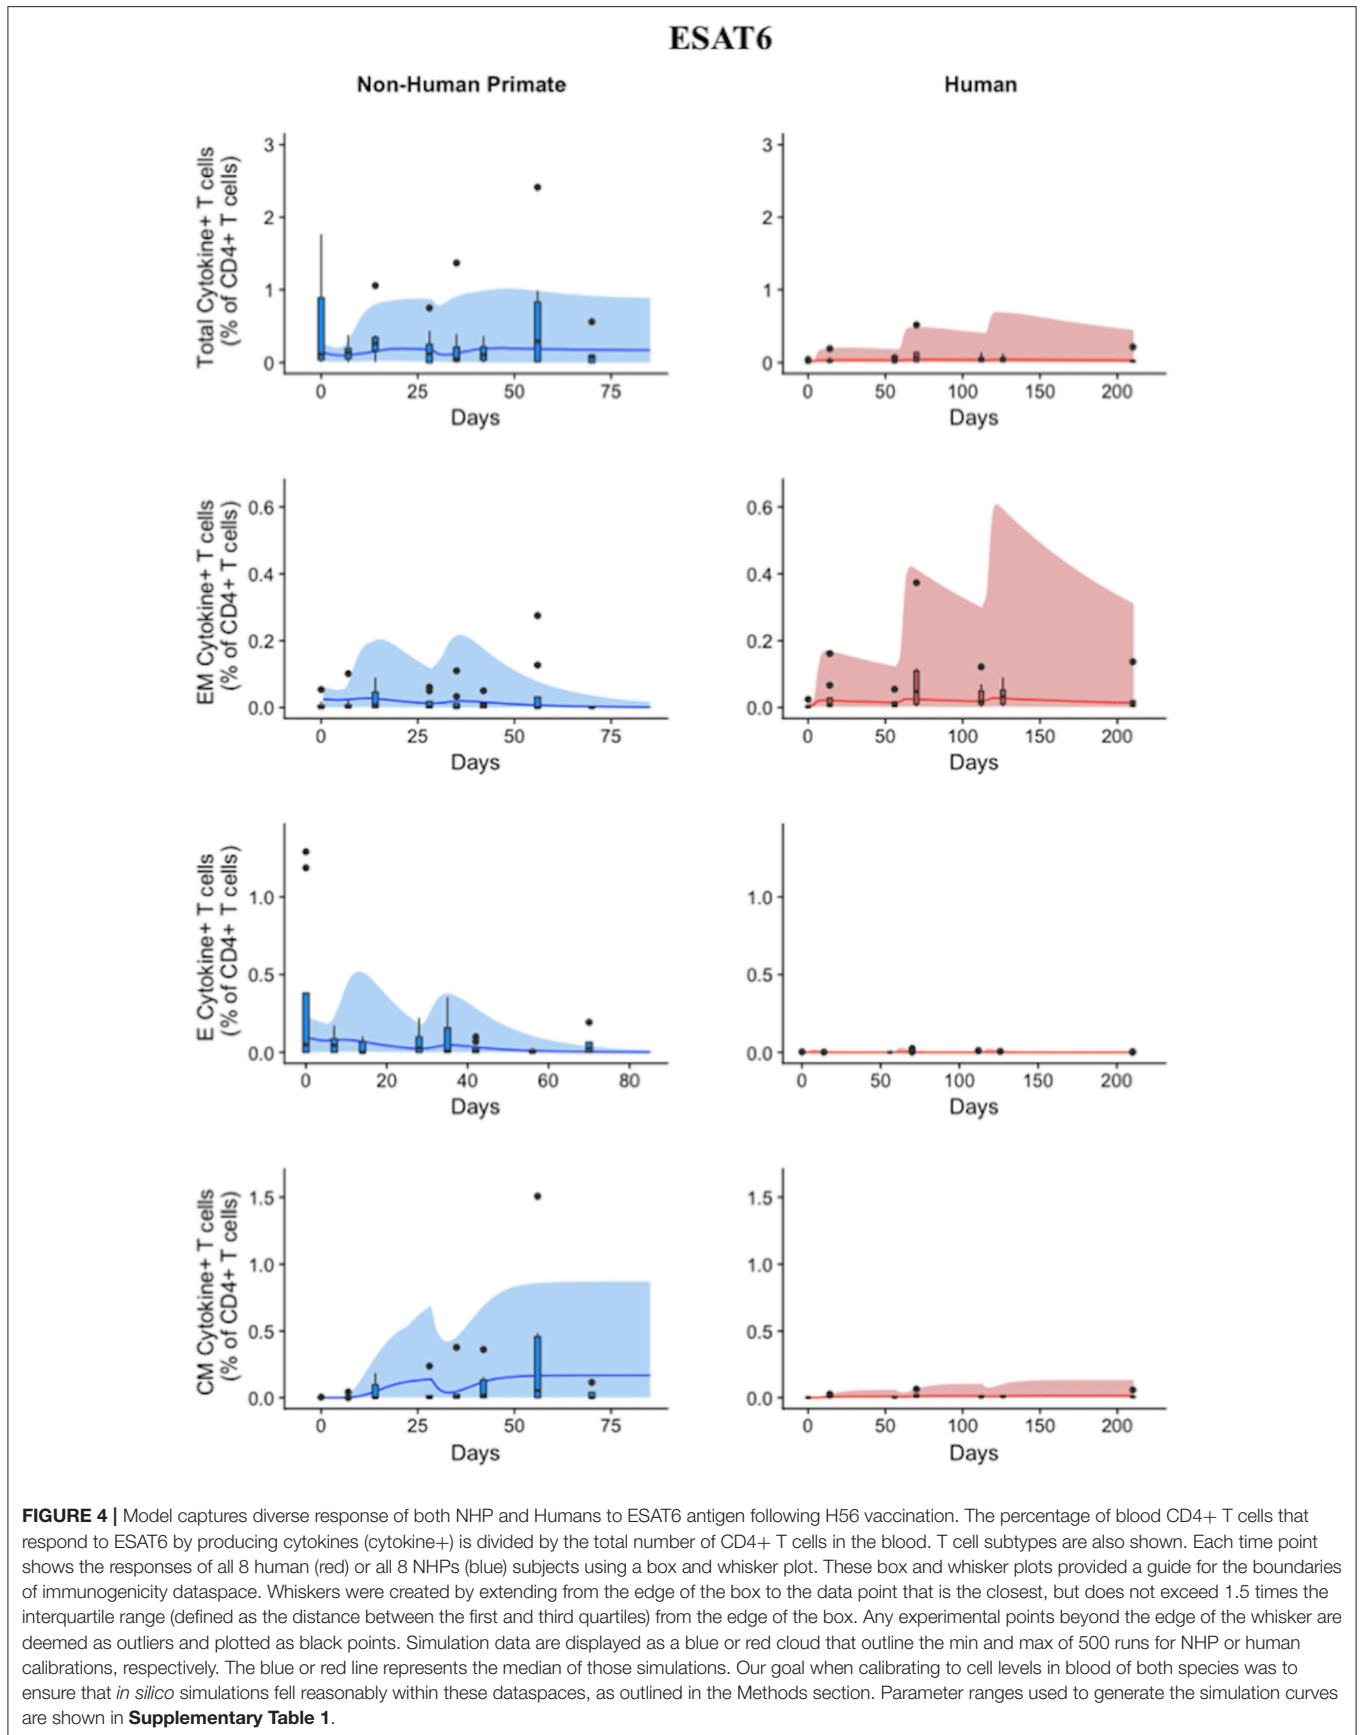 ESAT6
Non-Human Primate
Human
Total Cytokine+ T cells
(% of CD4+ T cells)
3
2
1
0
0 25 50 75
Days
3
2
1
0
0 50 100 150 200
Days
EM Cytokine+ T cells
(% of CD4+ T cells)
0.6
0.4
0.2
0.0
0 25 50 75
Days
0.6
0.4
0.2
0.0
0 50 100 150 200
Days
E Cytokine+ T cells
(% of CD4+ T cells)
1.0
0.5
0.0
0 20 40 60 80
Days
1.0
0.5
0.0
0 50 100 150 200
Days
CM Cytokine+ T cells
(% of CD4+ T cells)
1.5
1.0
0.5
0.0
0 25 50 75
Days
1.5
1.0
0.5
0.0
0 50 100 150 200
Days
FIGURE 4 | Model captures diverse response of both NHP and Humans to ESAT6 antigen following H56 vaccination. The percentage of blood CD4+ T cells that
respond to ESAT6 by producing cytokines (cytokine+) is divided by the total number of CD4+ T cells in the blood. T cell subtypes are also shown. Each time point
shows the responses of all 8 human (red) or all 8 NHPs (blue) subjects using a box and whisker plot. These box and whisker plots provided a guide for the boundaries
of immunogenicity dataspace. Whiskers were created by extending from the edge of the box to the data point that is the closest, but does not exceed 1.5 times the
interquartile range (defined as the distance between the first and third quartiles) from the edge of the box. Any experimental points beyond the edge of the whisker are
deemed as outliers and plotted as black points. Simulation data are displayed as a blue or red cloud that outline the min and max of 500 runs for NHP or human
calibrations, respectively. The blue or red line represents the median of those simulations. Our goal when calibrating to cell levels in blood of both species was to
ensure that in silico simulations fell reasonably within these dataspaces, as outlined in the Methods section. Parameter ranges used to generate the simulation curves
are shown in Supplementary Table 1.